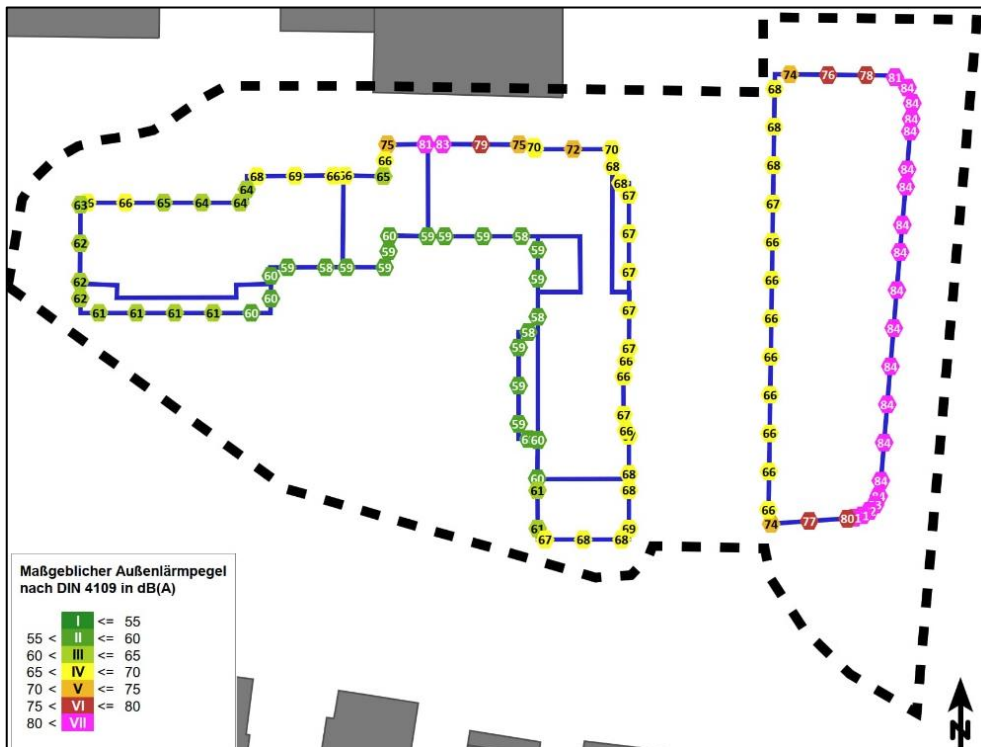 74 76 78 81
68 84
84
84
68 84
75 81 83 79 75 70 72 70
66 68 68 84
68 69 66 65 68
64 67 84
63 66 65 64 64 67
84
60 59 59 59 58 67
62 59 59 66 84
59 58 59 59 67
62 60 59 66 84
62 60
61 61 61 61 60 58 67 66
58 84
59 67
66 66
66 84
59 66
66 84
59 67
66 66
60 84
60 68 66 84
61 68
84
61 69 66
74 77 80
67 68 68
Maßgeblicher Außenlärmpegel
nach DIN 4109 in dB(A)
I <= 55
55 < II <= 60
60 < III <= 65
65 < IV <= 70
70 < V <= 75
75 < VI <= 80
80 < VII
N